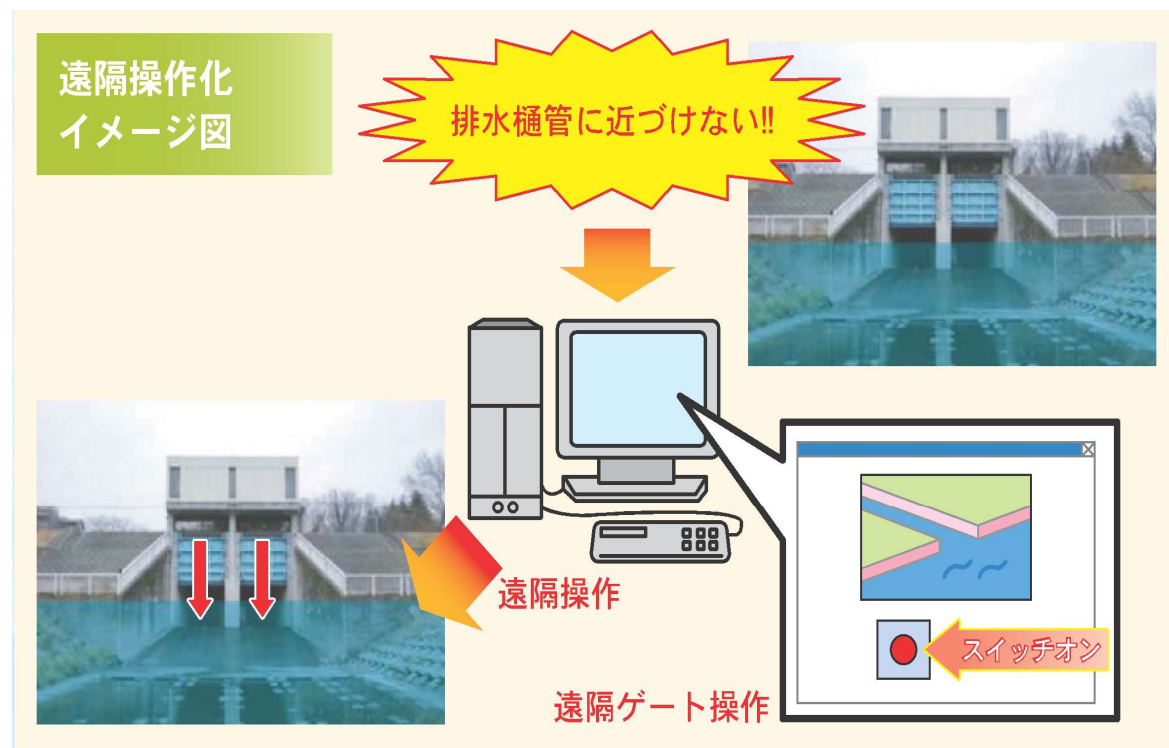 遠隔操作化
イメージ図
排水樋管に近づけない!!
遠隔操作
スイッチオン
遠隔ゲート操作